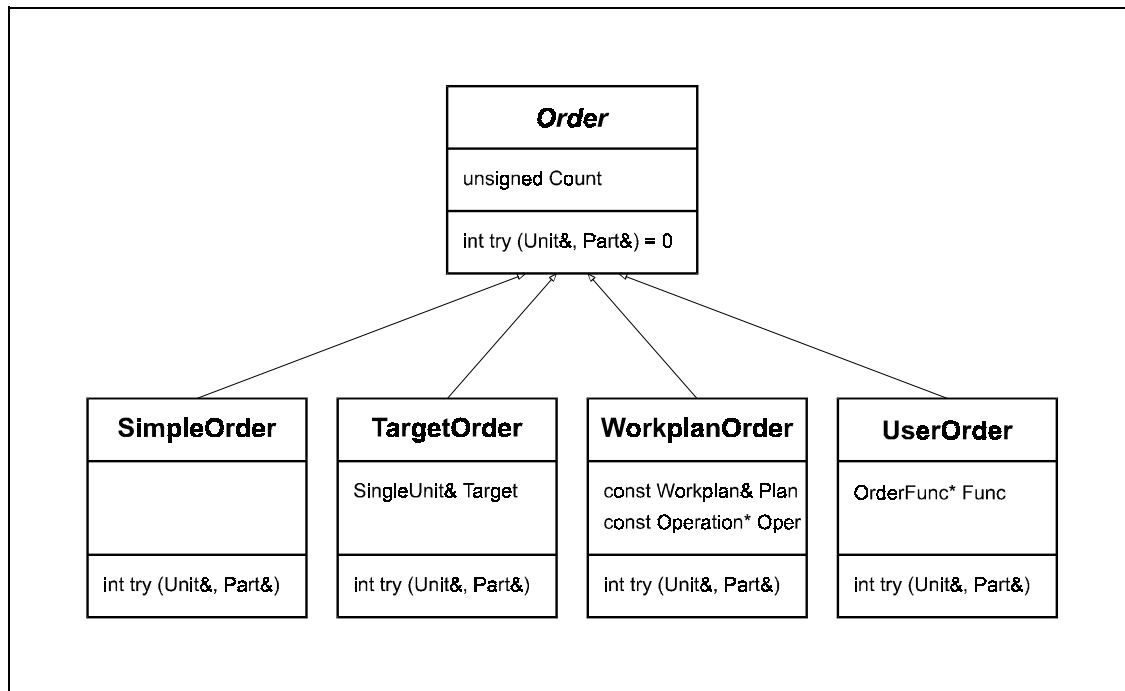 Order
unsigned Count
int try (Unit&, Part&) = 0
SimpleOrder
int try (Unit&, Part&)
TargetOrder
SingleUnit& Target
int try (Unit&, Part&)
WorkplanOrder
const Workplan& Plan
const Operation* Oper
int try (Unit&, Part&)
UserOrder
OrderFunc* Func
int try (Unit&, Part&)